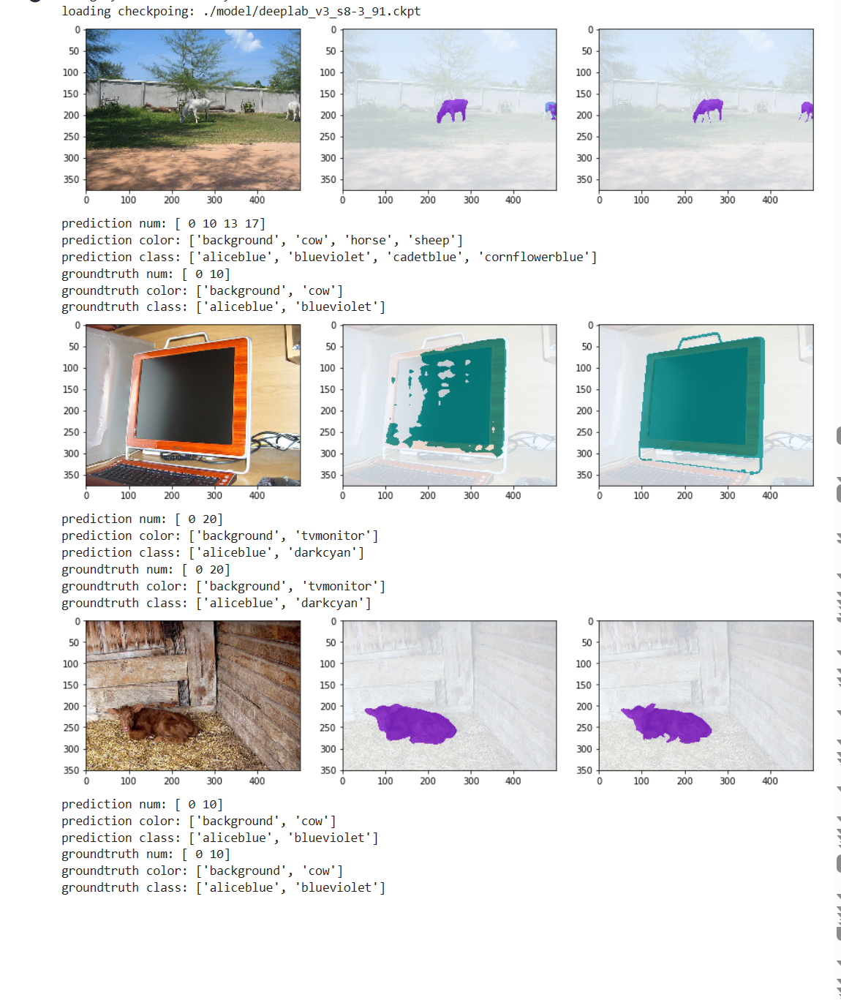 loading checkpoing: ./model/deeplab_v3_s8-3_91.ckpt
0 0 0
50 50 50
100 100 100
150 150 150
200 200 200
250 250 250
300 300 300
350 350 350
0 100 200 300 400 0 100 200 300 400 0 100 200 300 400
prediction num: [ 0 10 13 17]
prediction color: ['background', 'cow', 'horse', 'sheep']
prediction class: ['aliceblue', 'blueviolet', 'cadetblue', 'cornflowerblue']
groundtruth num: [ 0 10]
groundtruth color: ['background', 'cow']
groundtruth class: ['aliceblue', 'blueviolet']
0 0 0
50 50 50
100 100 100
150 150 150
200 200 200
250 250 250
300 300 300
350 350 350
0 100 200 300 400 0 100 200 300 400 0 100 200 300 400
prediction num: [ 0 20]
prediction color: ['background', 'tvmonitor']
prediction class: ['aliceblue', 'darkcyan']
groundtruth num: [ 0 20]
groundtruth color: ['background', 'tvmonitor']
groundtruth class: ['aliceblue', 'darkcyan']
0 0 0
50 50 50
100 100 100
150 150 150
200 200 200
250 250 250
300 300 300
350 350 350
0 100 200 300 400 0 100 200 300 400 0 100 200 300 400
prediction num: [ 0 10]
prediction color: ['background', 'cow']
prediction class: ['aliceblue', 'blueviolet']
groundtruth num: [ 0 10]
groundtruth color: ['background', 'cow']
groundtruth class: ['aliceblue', 'blueviolet']